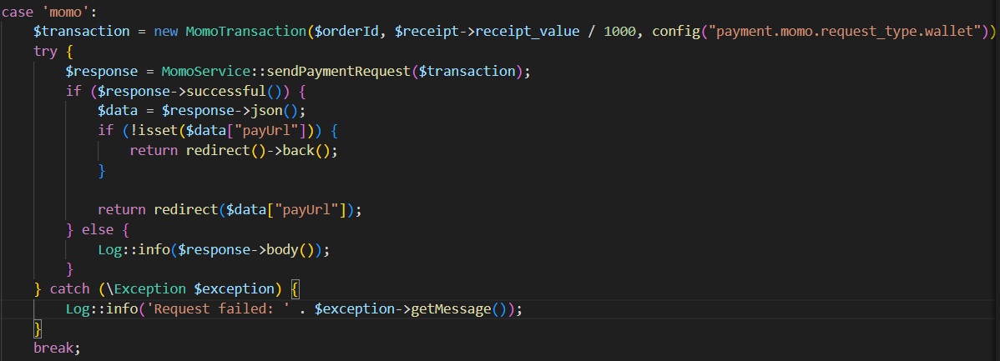 case 'momo':
    $transaction = new MomoTransaction($orderId, $receipt->receipt_value / 1000, config("payment.momo.request_type.wallet"))
    try {
        $response = MomoService::sendPaymentRequest($transaction);
        if ($response->successful()) {
            $data = $response->json();
            if (!isset($data["payUrl"])) {
                return redirect()->back();
            }

            return redirect($data["payUrl"]);
        } else {
            Log::info($response->body());
        }
    } catch (\Exception $exception) {
        Log::info('Request failed: ' . $exception->getMessage());
    }
    break;